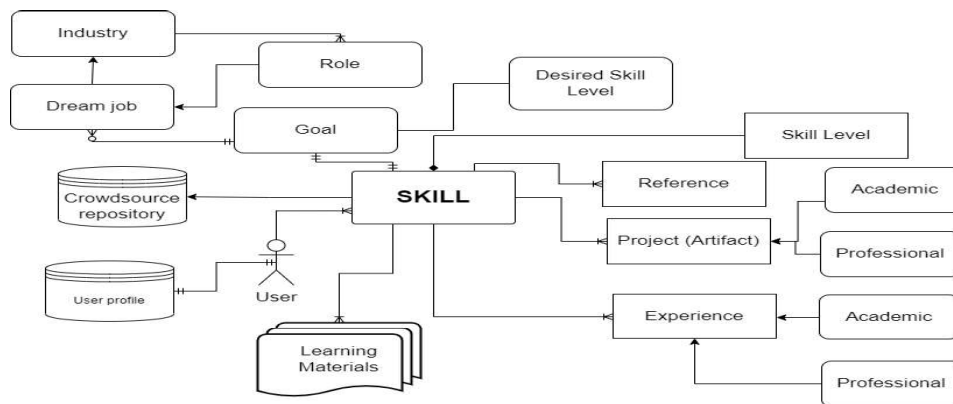 Industry
Role
Desired Skill
Level
Dream job
Goal
Skill Level
SKILL
Reference
Academic
Crowdsource
repository
Project (Artifact)
Professional
User profile
User
Experience
Academic
Learning
Materials
Professional